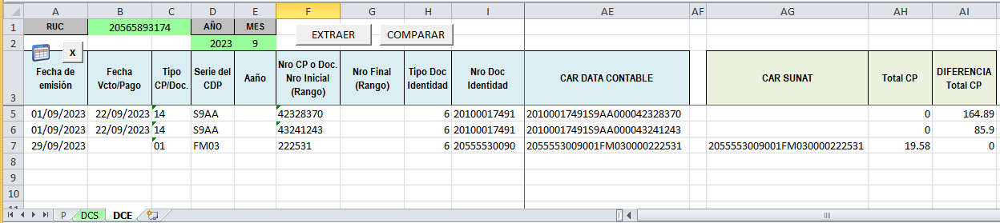 A B C D E F G H I AE AF AG AH AI
1 RUC 20565893174 AÑO MES EXTRAER COMPARAR
2 2023 9
x
3 Fecha de emisión Fecha Vcto/Pago Tipo CP/Doc. Serie del CDP Aaño Nro CP o Doc. Nro Inicial (Rango) Nro Final (Rango) Tipo Doc Identidad Nro Doc Identidad CAR DATA CONTABLE CAR SUNAT Total CP DIFERENCIA Total CP
5 01/09/2023 22/09/2023 14 S9AA 42328370 6 20100017491 20100017491S9AA000042328370 0 164.89
6 01/09/2023 22/09/2023 14 S9AA 43241243 6 20100017491 20100017491S9AA000043241243 0 85.9
7 29/09/2023 01 FM03 222531 6 20555530090 2055553009001FM030000222531 2055553009001FM030000222531 19.58 0
8
9
10
P DCS DCE